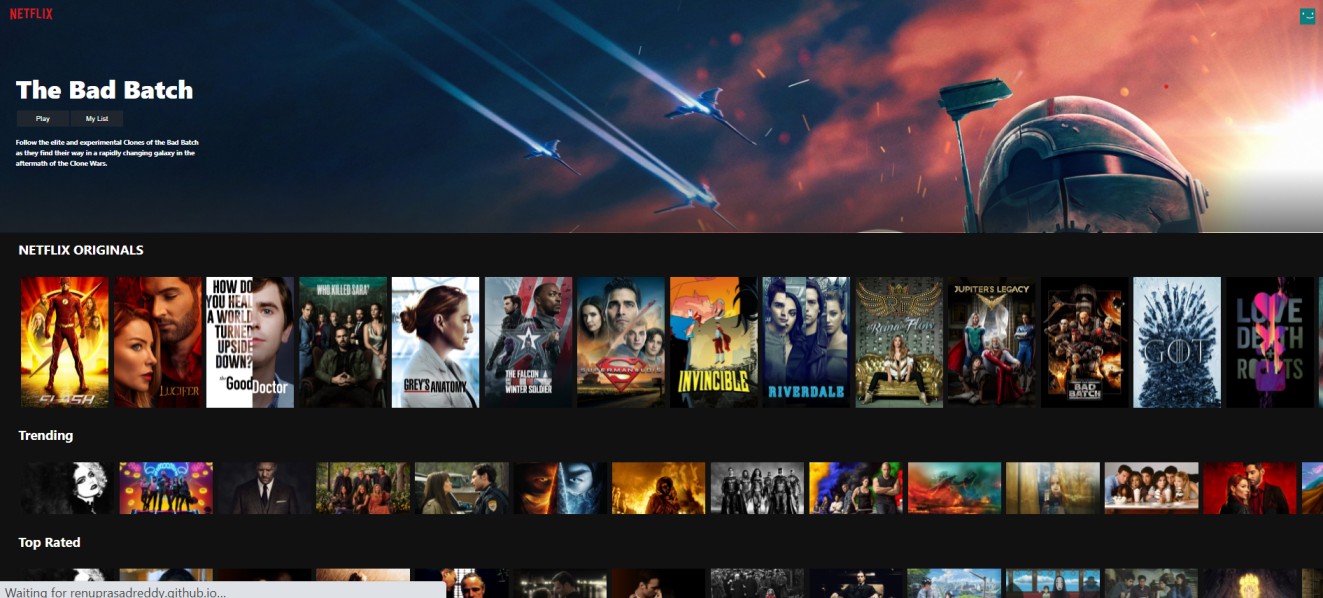 NETFLIX
The Bad Batch
Play
My List
Follow the elite and experimental Clones of the Bad Batch
as they find their way in a rapidly changing galaxy in the
aftermath of the Clone Wars.
NETFLIX ORIGINALS
FLASH
LUCIFER
HOW DO
YOU HEAL
A WORLD
TURNED
UPSIDE
DOWN?
the Good Doctor
WHO KILLED SARA?
GREY'S ANATOMY
THE FALCON
AND THE
WINTER SOLDIER
SUPERMAN & LOIS
INVINCIBLE
RIVERDALE
JUPITER'S LEGACY
BAD
BATCH
GOT
LOVE
DEATH
ROBOTS
Trending
Top Rated
Waiting for renuprasadreddy.github.io...